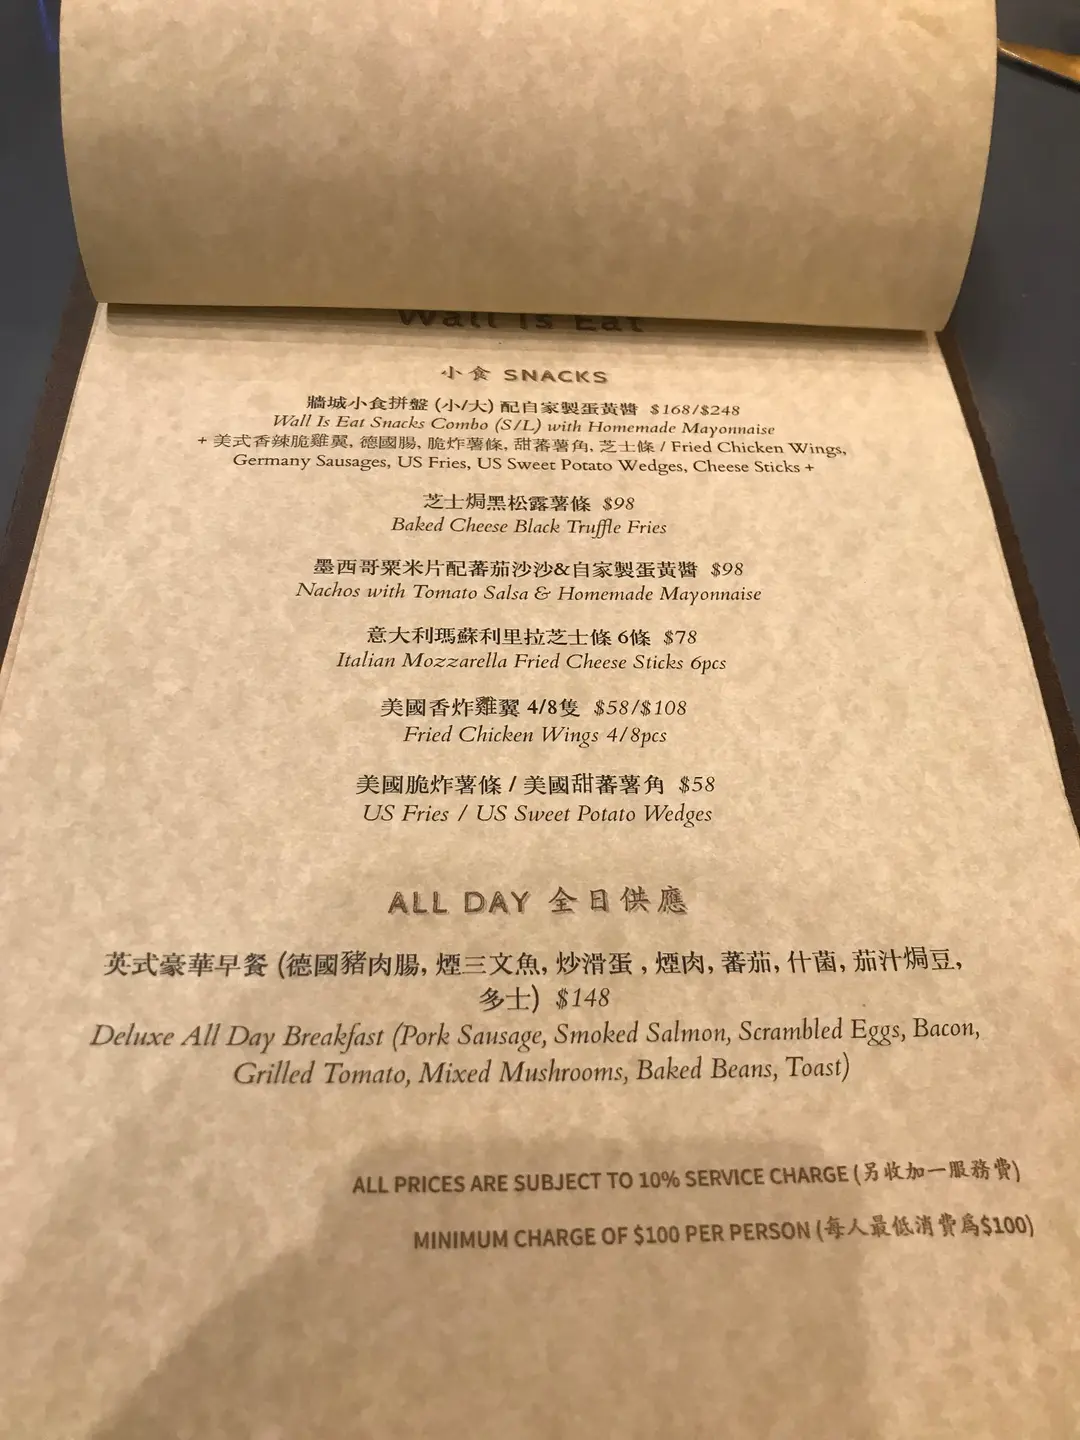 Wall Is Eat
小食 SNACKS
牆城小食拼盤 (小/大) 配自家製蛋黃醬 $168/$248
Wall Is Eat Snacks Combo (S/L) with Homemade Mayonnaise
+ 美式香辣脆雞翼, 德國腸, 脆炸薯條, 甜蕃薯角, 芝士條 / Fried Chicken Wings,
Germany Sausages, US Fries, US Sweet Potato Wedges, Cheese Sticks +
芝士焗黑松露薯條 $98
Baked Cheese Black Truffle Fries
墨西哥粟米片配蕃茄沙沙&自家製蛋黃醬 $98
Nachos with Tomato Salsa & Homemade Mayonnaise
意大利瑪蘇利里拉芝士條 6條 $78
Italian Mozzarella Fried Cheese Sticks 6pcs
美國香炸雞翼 4/8隻 $58/$108
Fried Chicken Wings 4/8pcs
美國脆炸薯條 / 美國甜蕃薯角 $58
US Fries / US Sweet Potato Wedges
ALL DAY 全日供應
英式豪華早餐 (德國豬肉腸, 煙三文魚, 炒滑蛋 , 煙肉, 蕃茄, 什菌, 茄汁焗豆,
多士) $148
Deluxe All Day Breakfast (Pork Sausage, Smoked Salmon, Scrambled Eggs, Bacon,
Grilled Tomato, Mixed Mushrooms, Baked Beans, Toast)
ALL PRICES ARE SUBJECT TO 10% SERVICE CHARGE (另收加一服務費)
MINIMUM CHARGE OF $100 PER PERSON (每人最低消費爲$100)